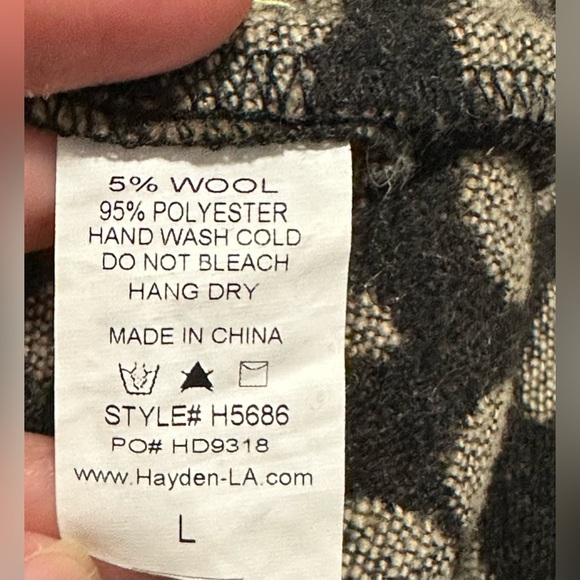 5% WOOL
95% POLYESTER
HAND WASH COLD
DO NOT BLEACH
HANG DRY
MADE IN CHINA
STYLE# H5686
PO# HD9318
www.Hayden-LA.com
L